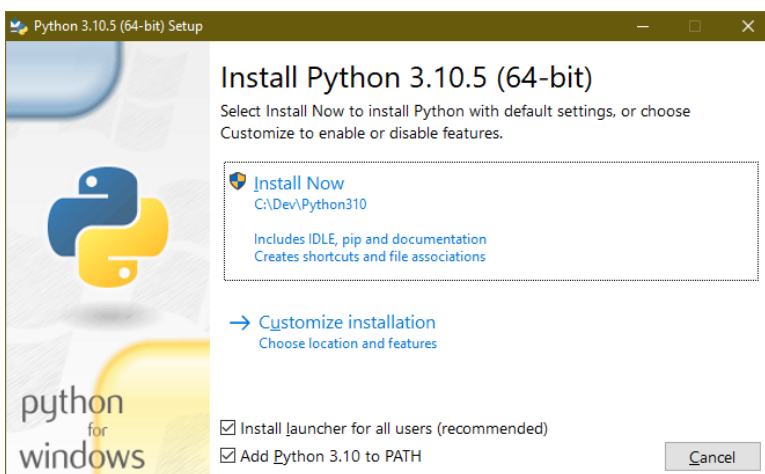 Python 3.10.5 (64-bit) Setup
Install Python 3.10.5 (64-bit)
Select Install Now to install Python with default settings, or choose
Customize to enable or disable features.
Install Now
C:\Dev\Python310
Includes IDLE, pip and documentation
Creates shortcuts and file associations
Customize installation
Choose location and features
python
for
windows
Install launcher for all users (recommended)
Add Python 3.10 to PATH
Cancel